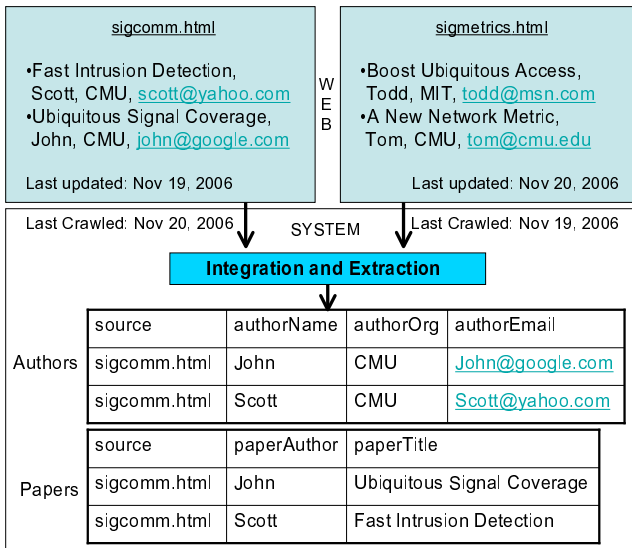 sigcomm.html
•Fast Intrusion Detection,
Scott, CMU, scott@yahoo.com
•Ubiquitous Signal Coverage,
John, CMU, john@google.com
Last updated: Nov 19, 2006
WEB
sigmetrics.html
•Boost Ubiquitous Access,
Todd, MIT, todd@msn.com
•A New Network Metric,
Tom, CMU, tom@cmu.edu
Last updated: Nov 20, 2006
Last Crawled: Nov 20, 2006
SYSTEM
Last Crawled: Nov 19, 2006
Integration and Extraction
Authors
source authorName authorOrg authorEmail
sigcomm.html John CMU John@google.com
sigcomm.html Scott CMU Scott@yahoo.com
Papers
source paperAuthor paperTitle
sigcomm.html John Ubiquitous Signal Coverage
sigcomm.html Scott Fast Intrusion Detection